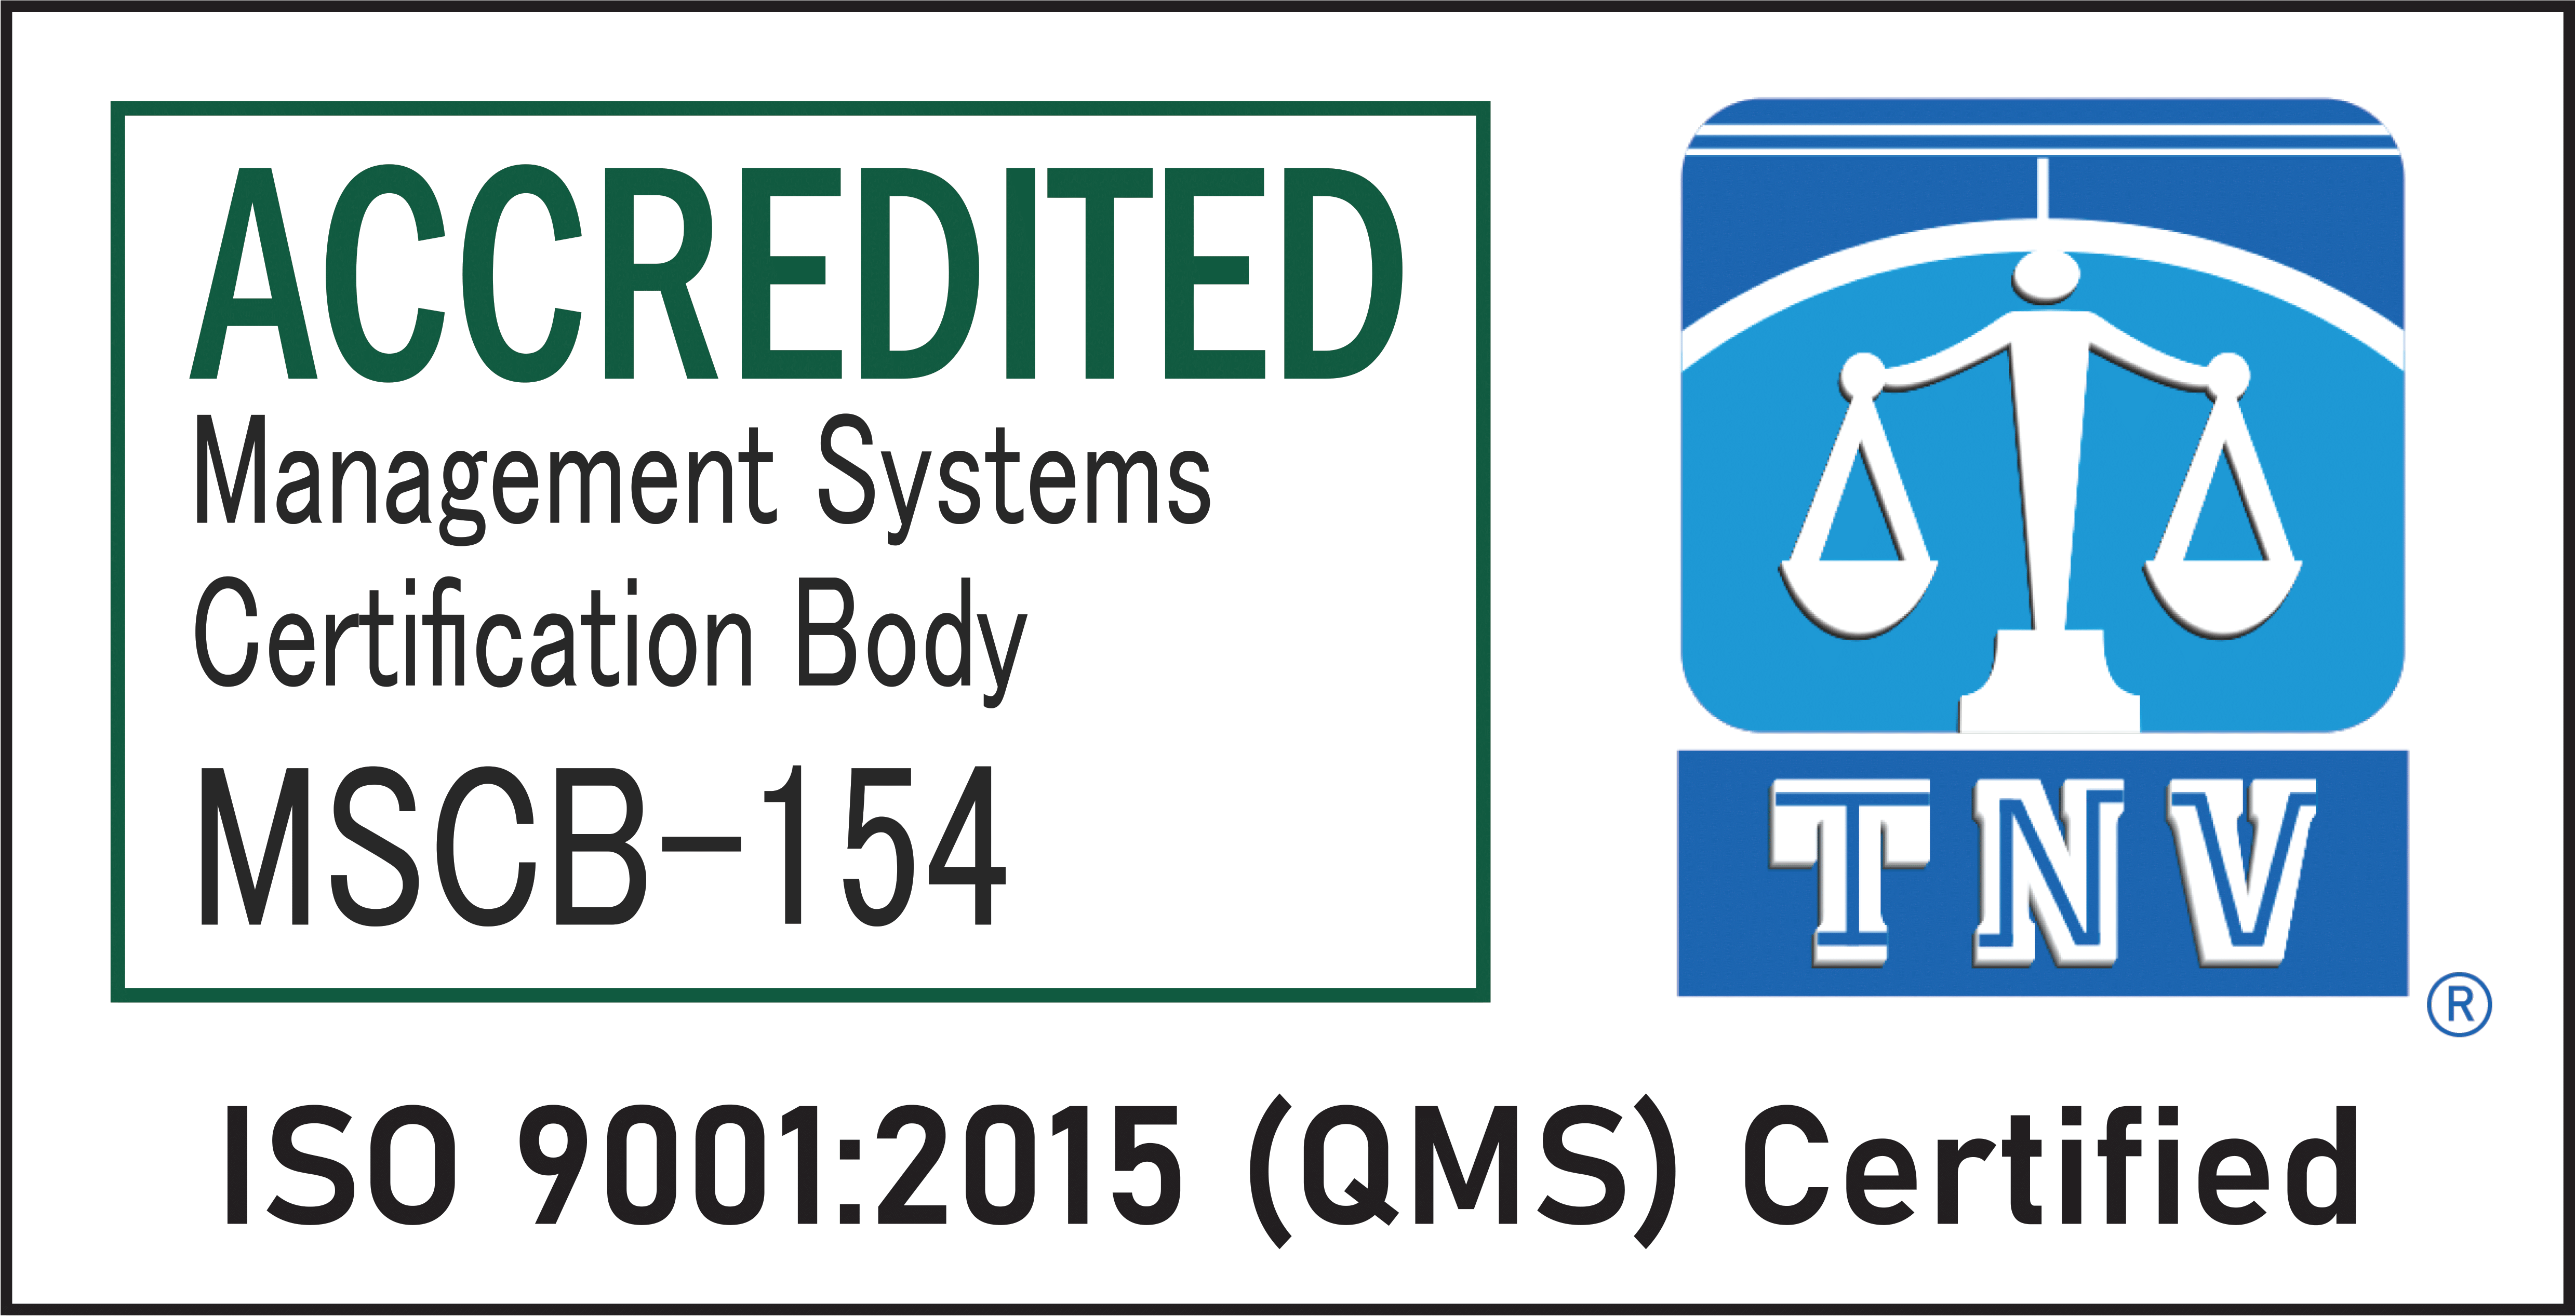 ACCREDITED
Management Systems
Certification Body
MSCB-154
TNV
®
ISO 9001:2015 (QMS) Certified